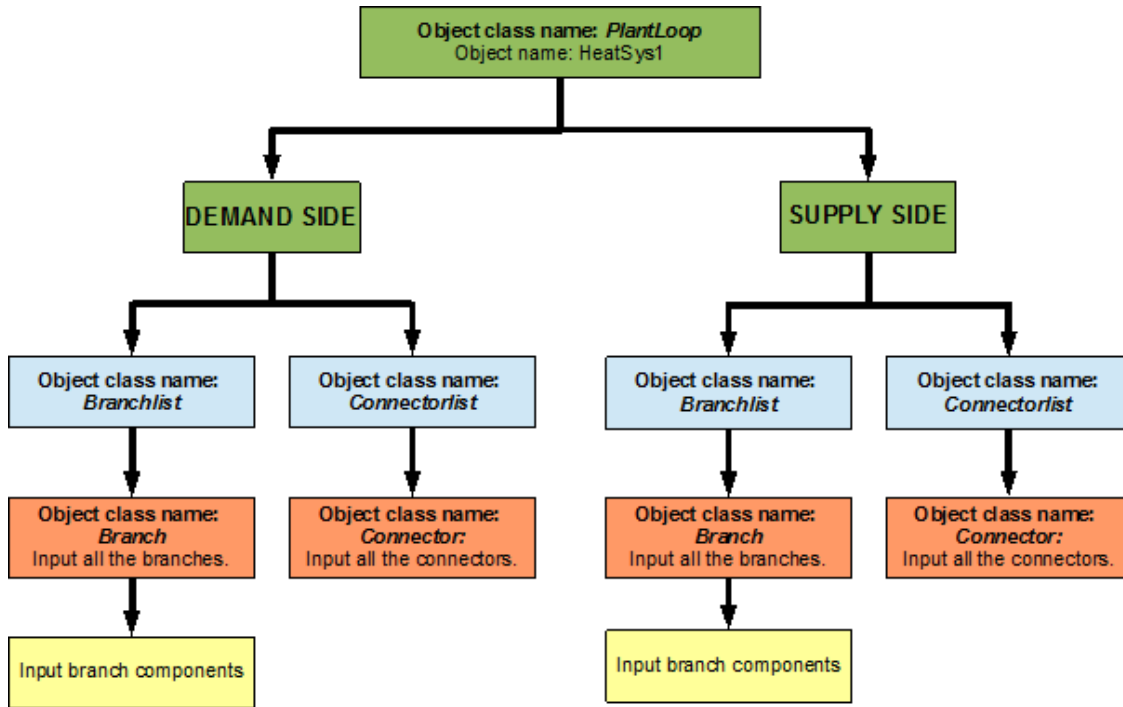 Object class name: PlantLoop
Object name: HeatSys1
DEMAND SIDE
SUPPLY SIDE
Object class name:
Branchlist
Object class name:
Connectorlist
Object class name:
Branchlist
Object class name:
Connectorlist
Object class name:
Branch
Input all the branches.
Object class name:
Connector:
Input all the connectors.
Object class name:
Branch
Input all the branches.
Object class name:
Connector:
Input all the connectors.
Input branch components
Input branch components